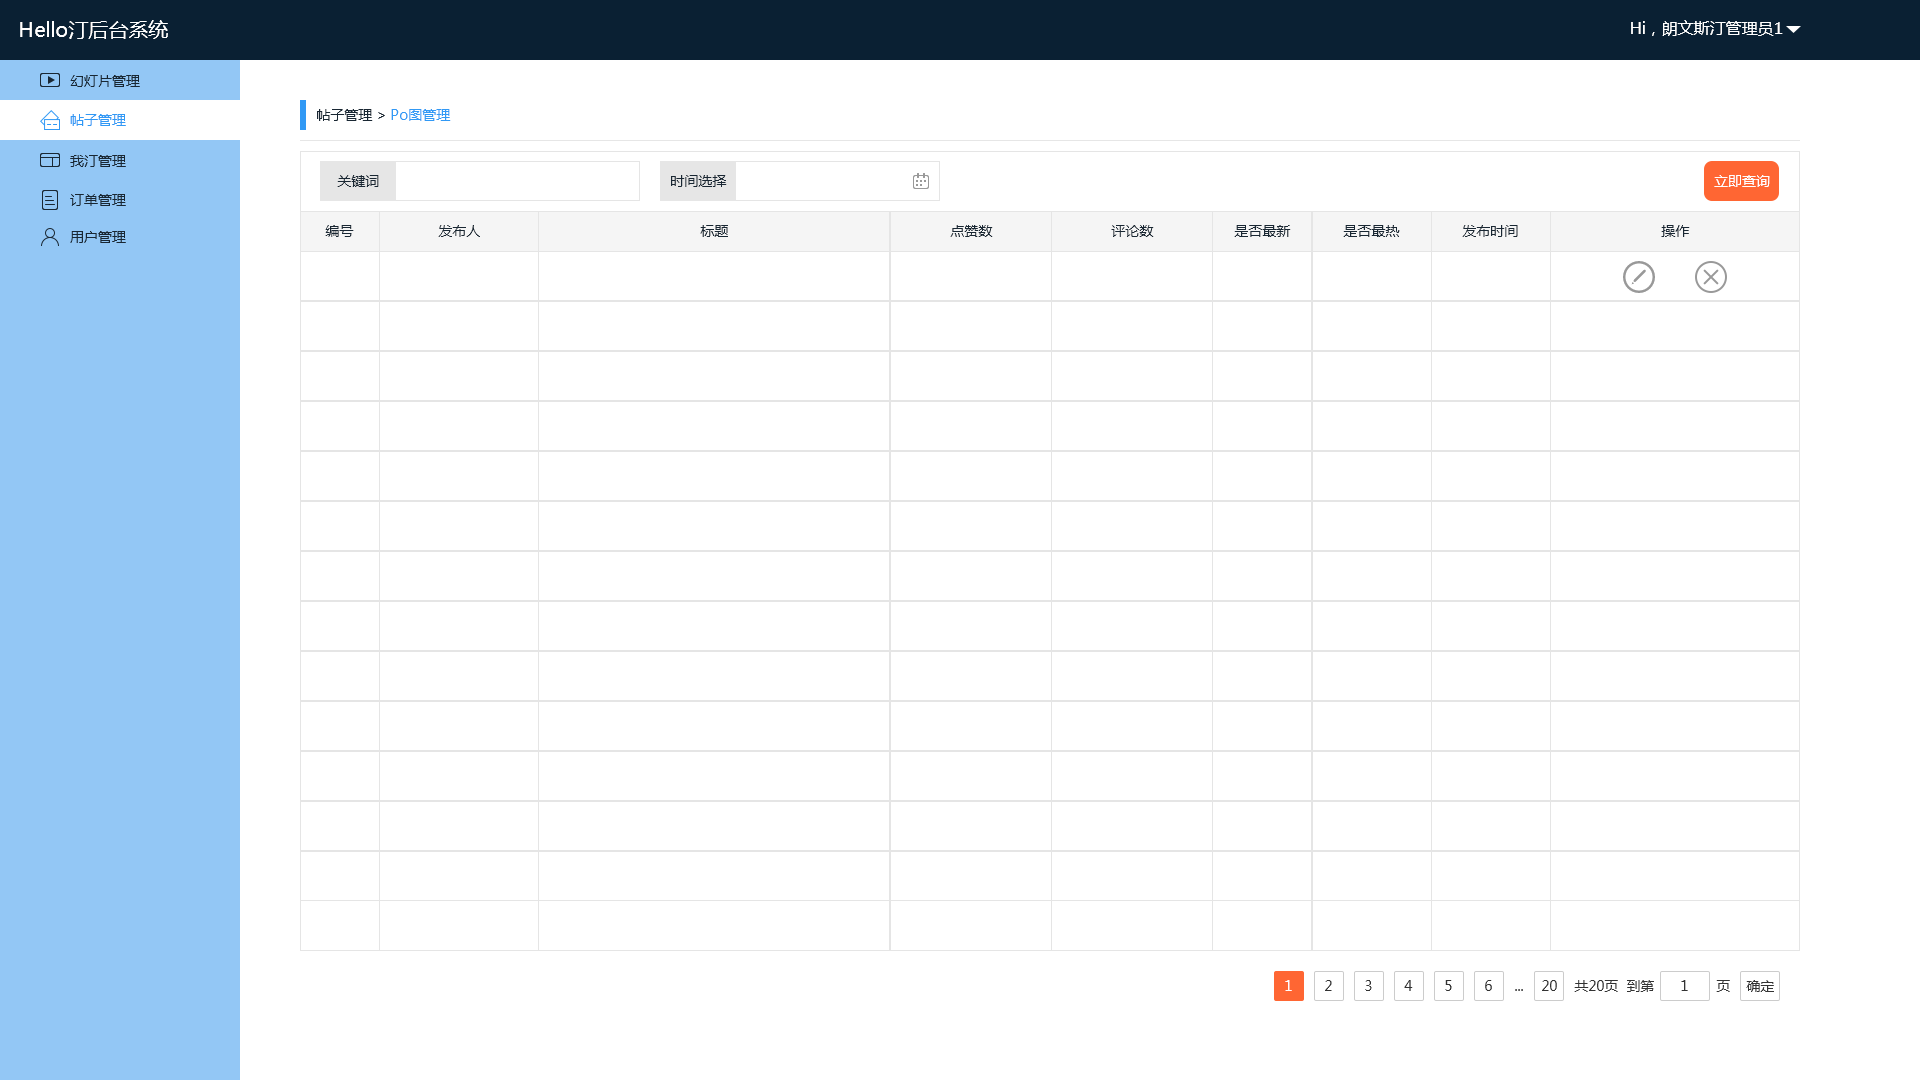 Hello汀后台系统
Hi，朗文斯汀管理员1
幻灯片管理
帖子管理
我汀管理
订单管理
用户管理
帖子管理 > Po图管理
关键词 时间选择 立即查询
编号 发布人 标题 点赞数 评论数 是否最新 是否最热 发布时间 操作
1 2 3 4 5 6 ... 20 共20页 到第 1 页 确定